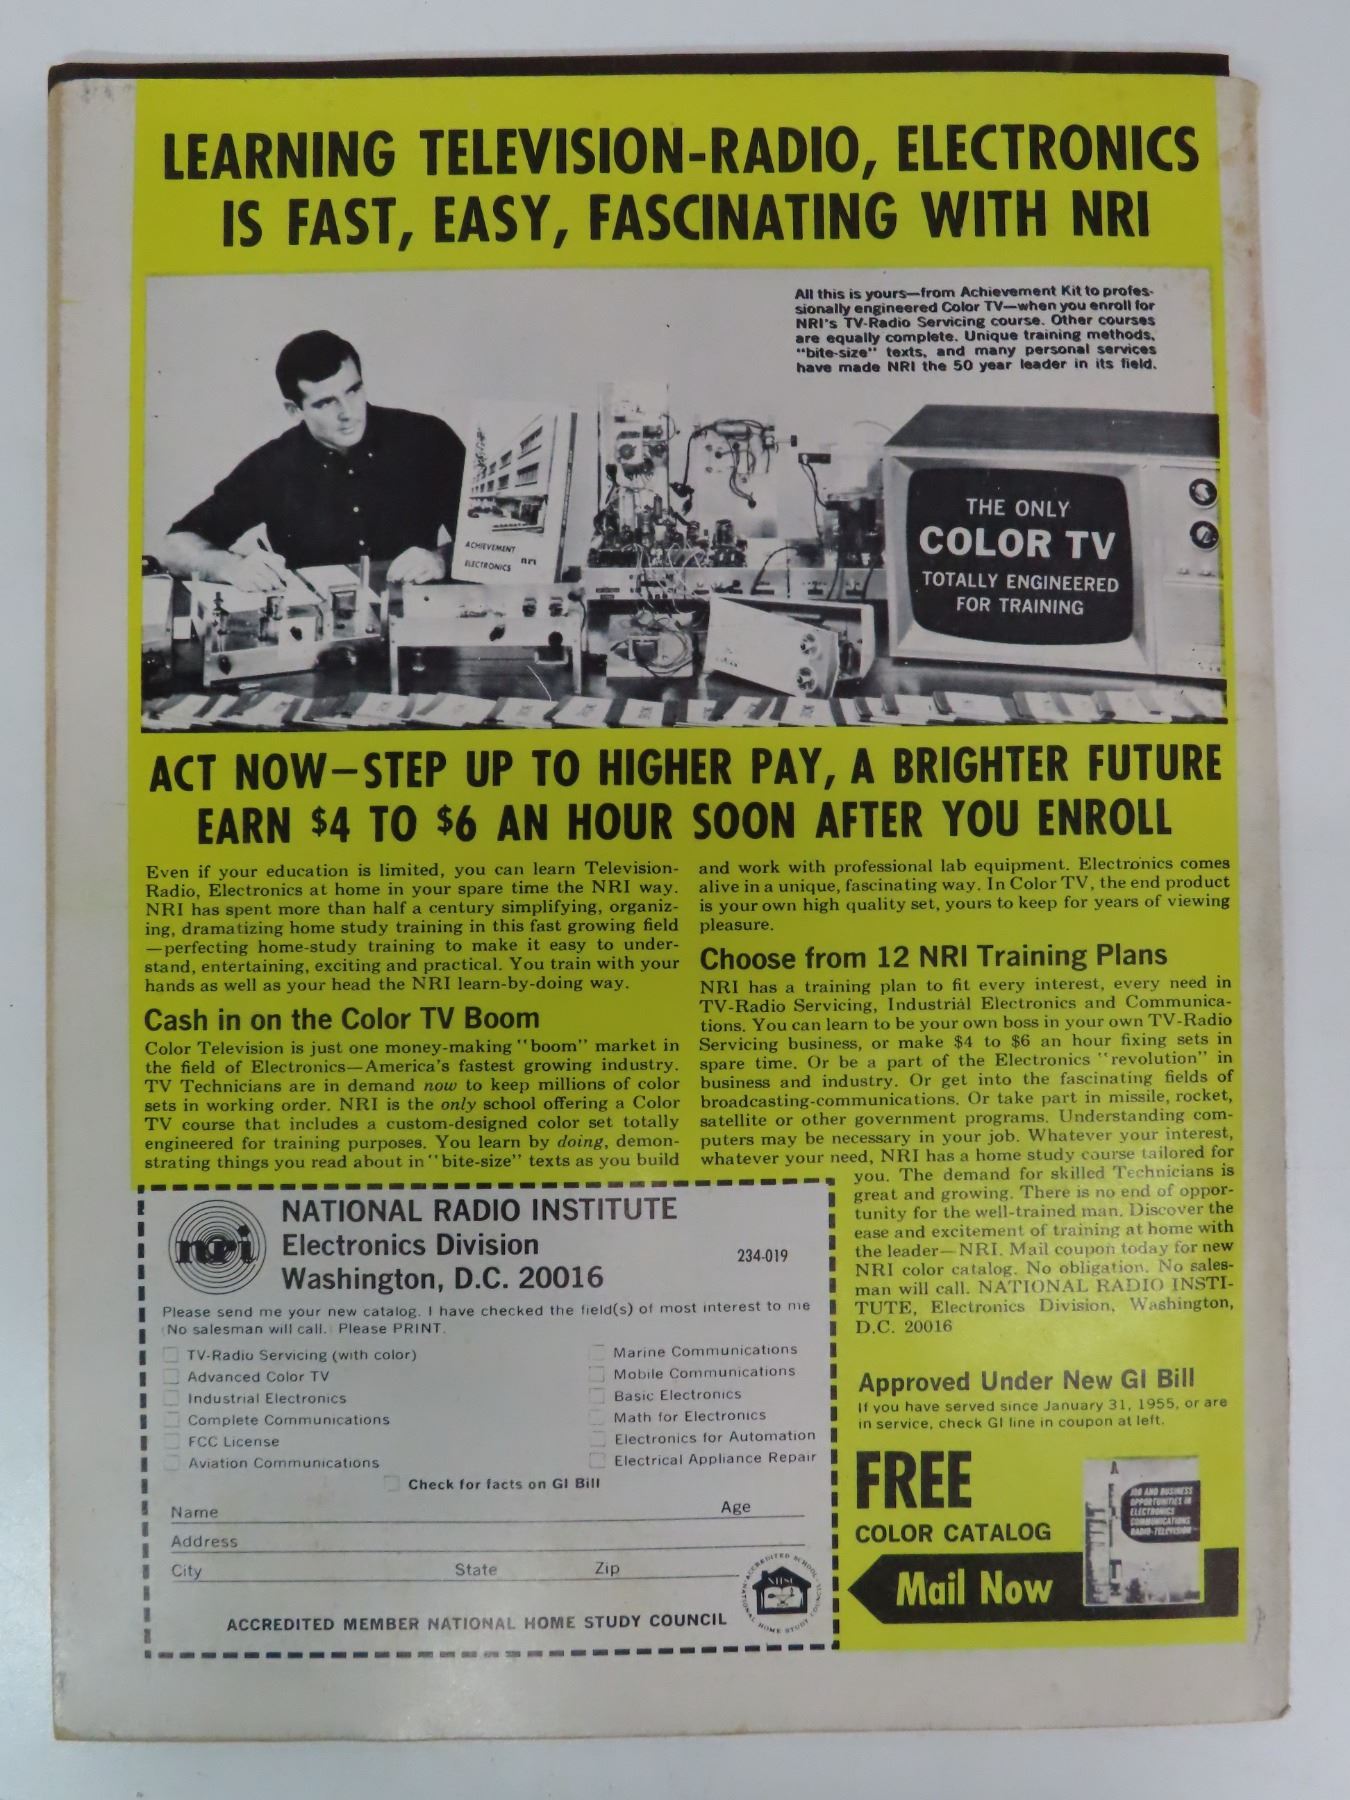 LEARNING TELEVISION-RADIO, ELECTRONICS
IS FAST, EASY, FASCINATING WITH NRI
All this is yours—from Achievement Kit to profes-
sionally engineered Color TV—when you enroll for
NRI's TV-Radio Servicing course. Other courses
are equally complete. Unique training methods,
"bite-size" texts, and many personal services
have made NRI the 50 year leader in its field.
ACHIEVEMENT
ELECTRONICS nri
THE ONLY
COLOR TV
TOTALLY ENGINEERED
FOR TRAINING
ACT NOW—STEP UP TO HIGHER PAY, A BRIGHTER FUTURE
EARN $4 TO $6 AN HOUR SOON AFTER YOU ENROLL
Even if your education is limited, you can learn Television-
Radio, Electronics at home in your spare time the NRI way.
NRI has spent more than half a century simplifying, organiz-
ing, dramatizing home study training in this fast growing field
—perfecting home-study training to make it easy to under-
stand, entertaining, exciting and practical. You train with your
hands as well as your head the NRI learn-by-doing way.
Cash in on the Color TV Boom
Color Television is just one money-making "boom" market in
the field of Electronics—America's fastest growing industry.
TV Technicians are in demand now to keep millions of color
sets in working order. NRI is the only school offering a Color
TV course that includes a custom-designed color set totally
engineered for training purposes. You learn by doing, demon-
strating things you read about in "bite-size" texts as you build
and work with professional lab equipment. Electronics comes
alive in a unique, fascinating way. In Color TV, the end product
is your own high quality set, yours to keep for years of viewing
pleasure.
Choose from 12 NRI Training Plans
NRI has a training plan to fit every interest, every need in
TV-Radio Servicing, Industrial Electronics and Communica-
tions. You can learn to be your own boss in your own TV-Radio
Servicing business, or make $4 to $6 an hour fixing sets in
spare time. Or be a part of the Electronics "revolution" in
business and industry. Or get into the fascinating fields of
broadcasting-communications. Or take part in missile, rocket,
satellite or other government programs. Understanding com-
puters may be necessary in your job. Whatever your interest,
whatever your need, NRI has a home study course tailored for
you. The demand for skilled Technicians is
great and growing. There is no end of oppor-
tunity for the well-trained man. Discover the
ease and excitement of training at home with
the leader—NRI. Mail coupon today for new
NRI color catalog. No obligation. No sales-
man will call. NATIONAL RADIO INSTI-
TUTE, Electronics Division, Washington,
D.C. 20016
nri
NATIONAL RADIO INSTITUTE
Electronics Division
Washington, D.C. 20016
234-019
Please send me your new catalog. I have checked the field(s) of most interest to me
No salesman will call. Please PRINT.
TV-Radio Servicing (with color)
Advanced Color TV
Industrial Electronics
Complete Communications
FCC License
Aviation Communications
Marine Communications
Mobile Communications
Basic Electronics
Math for Electronics
Electronics for Automation
Electrical Appliance Repair
Check for facts on GI Bill
Name Age
Address
City State Zip
ACCREDITED MEMBER NATIONAL HOME STUDY COUNCIL
ACCREDITED SCHOOL NATIONAL HOME STUDY COUNCIL
NHSC
Approved Under New GI Bill
If you have served since January 31, 1955, or are
in service, check GI line in coupon at left.
FREE
COLOR CATALOG
Mail Now
JOB AND BUSINESS
OPPORTUNITIES IN
ELECTRONICS
COMMUNICATIONS
RADIO-TELEVISION